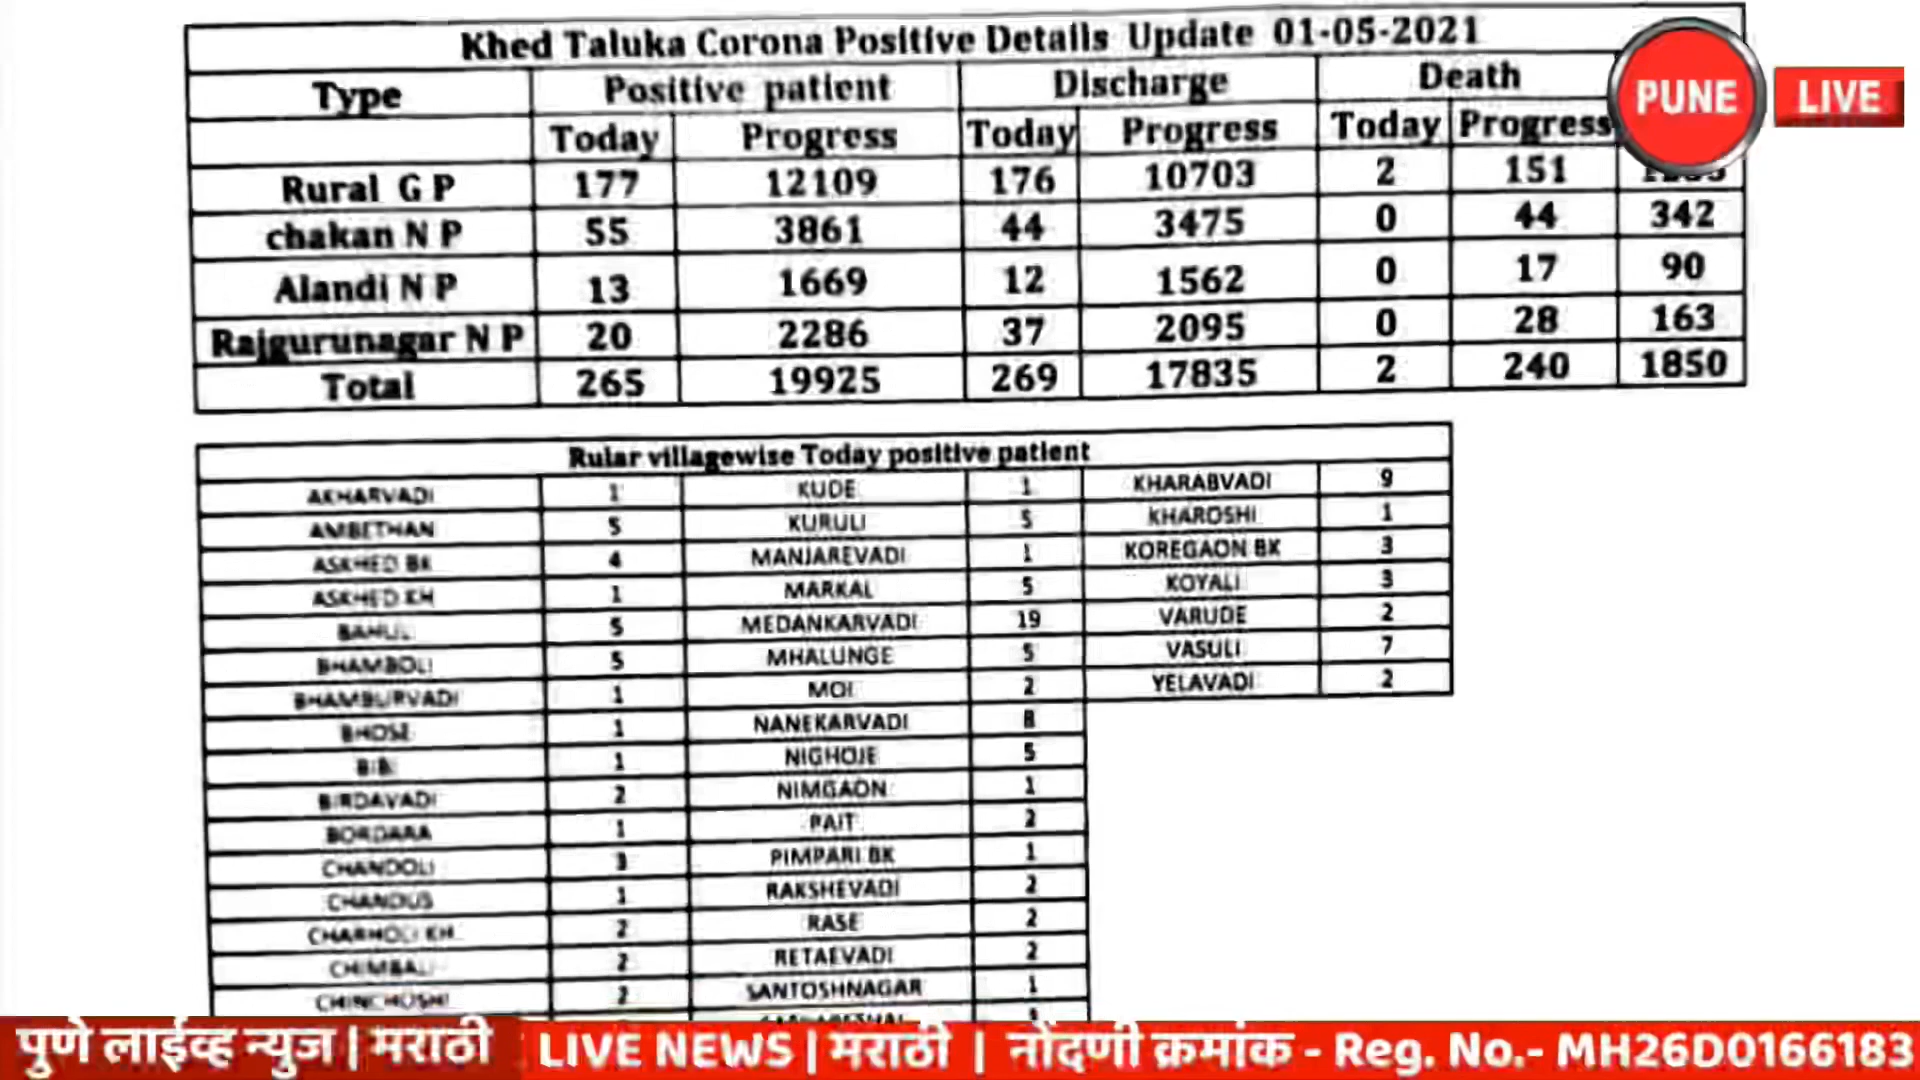 Khed Taluka Corona Positive Details Update 01-05-2021
Type Positive patient Discharge Death
Today Progress Today Progress Today Progress
Rural G P 177 12109 176 10703 2 151
chakan N P 55 3861 44 3475 0 44 342
Alandi N P 13 1669 12 1562 0 17 90
Rajgurunagar N P 20 2286 37 2095 0 28 163
Total 265 19925 269 17835 2 240 1850
PUNE LIVE
Rular villagewise Today positive patient
AKHARVADI 1 KUDE 1 KHARABVADI 9
AMBETHAN 5 KURULI 5 KHAROSHI 1
ASKHED BK 4 MANJAREVADI 1 KOREGAON BK 3
ASKHED KH 1 MARKAL 5 KOYALI 3
BAHUL 5 MEDANKARVADI 19 VARUDE 2
BHAMBOLI 5 MHALUNGE 5 VASULI 7
BHAMBURVADI 1 MOI 2 YELAVADI 2
BHOSE 1 NANEKARVADI 8
BIBI 1 NIGHOJE 5
BIRDAVADI 2 NIMGAON 1
BORDARA 1 PAIT 2
CHANDOLI 3 PIMPARI BK 1
CHANDUS 1 RAKSHEVADI 2
CHARHOLI KH 2 RASE 2
CHIMBALI 2 RETAEVADI 2
CHINCHOSHI 2 SANTOSHNAGAR 1
पुणे लाईव्ह न्युज | मराठी LIVE NEWS | मराठी | नोंदणी क्रमांक - Reg. No.- MH26D0166183